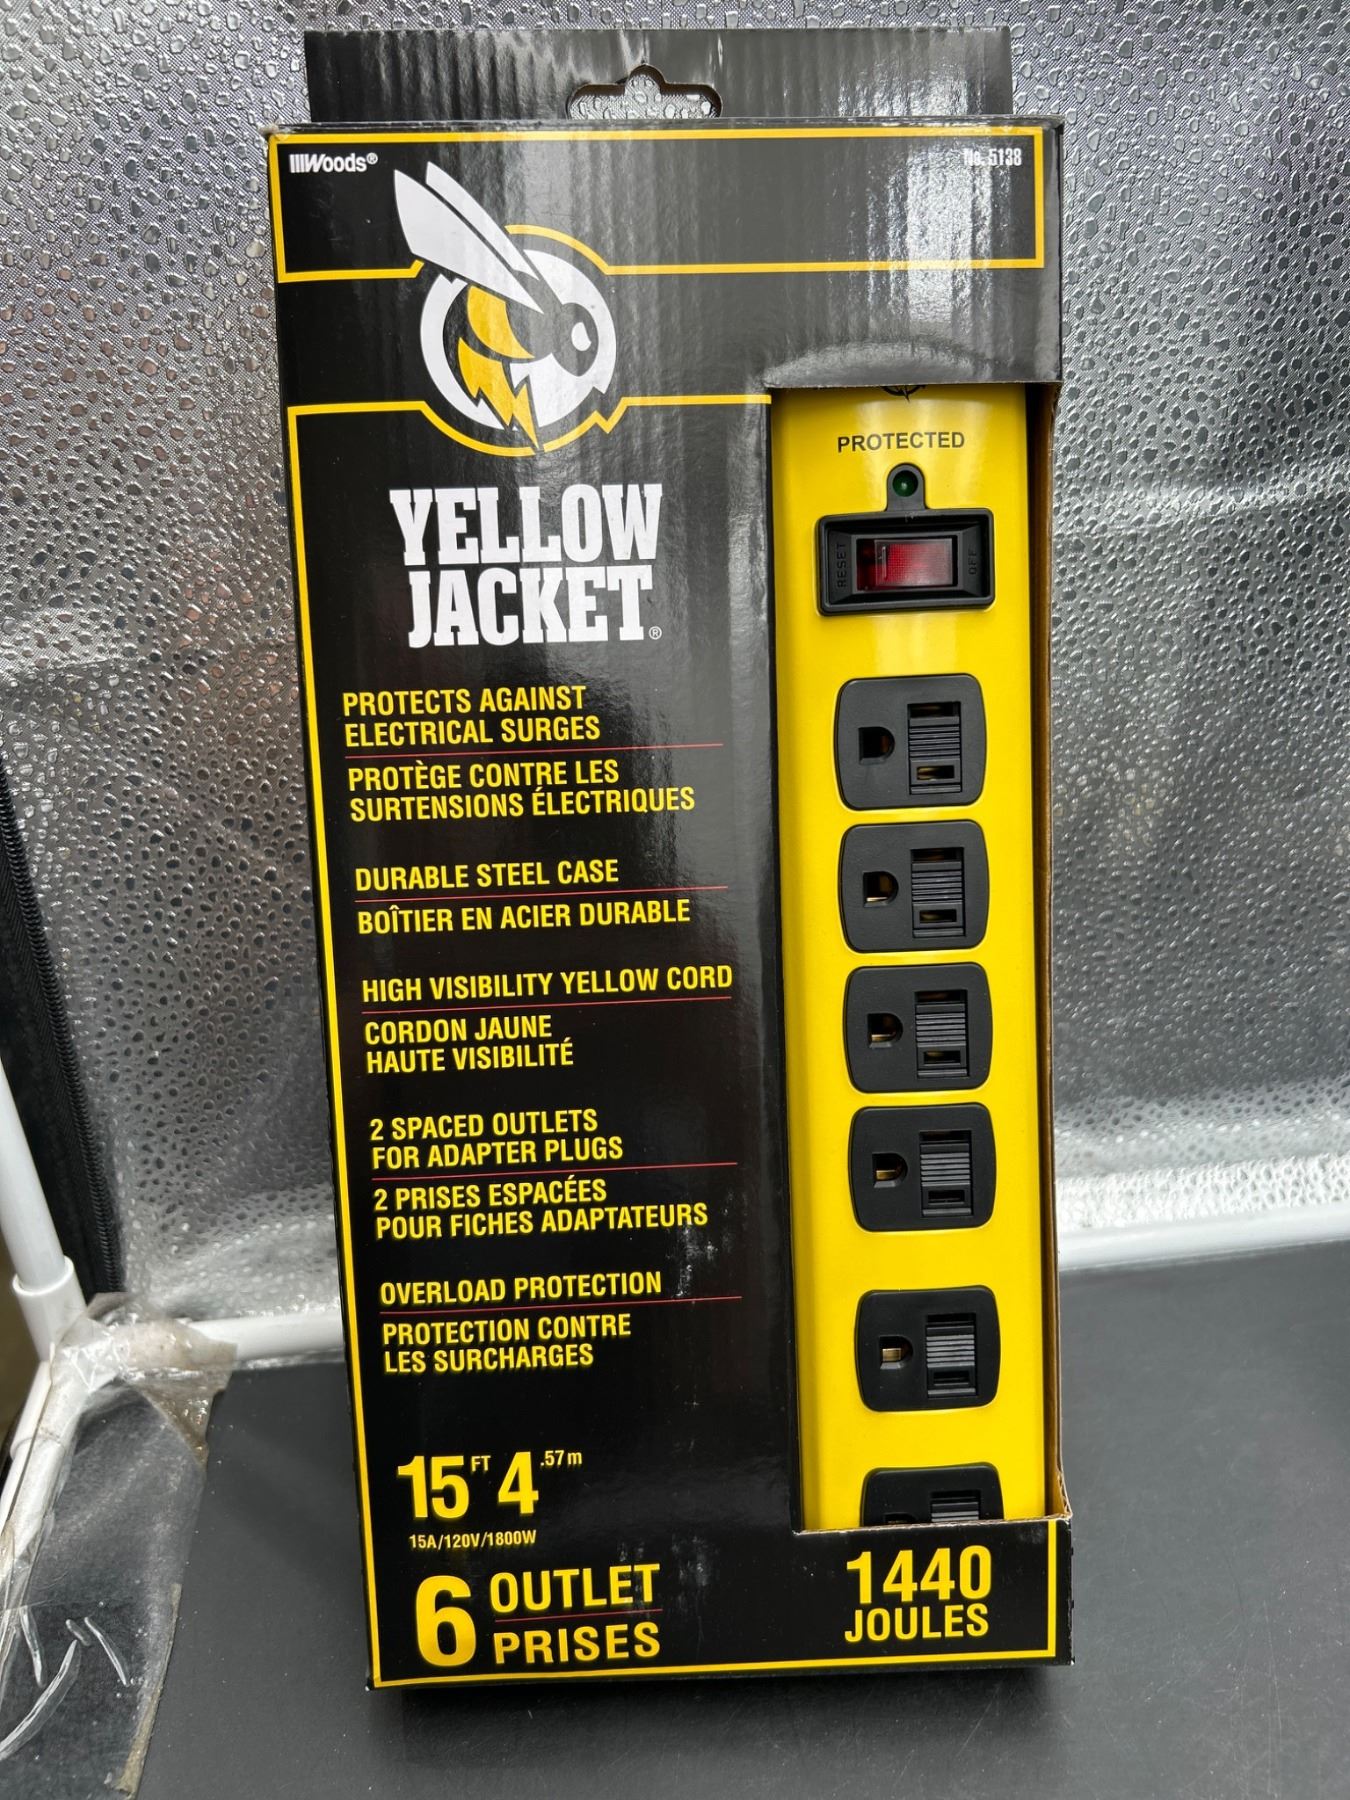 Woods®
No. 5138
YELLOW
JACKET®
PROTECTS AGAINST
ELECTRICAL SURGES
PROTÈGE CONTRE LES
SURTENSIONS ÉLECTRIQUES
DURABLE STEEL CASE
BOÎTIER EN ACIER DURABLE
HIGH VISIBILITY YELLOW CORD
CORDON JAUNE
HAUTE VISIBILITÉ
2 SPACED OUTLETS
FOR ADAPTER PLUGS
2 PRISES ESPACÉES
POUR FICHES ADAPTATEURS
OVERLOAD PROTECTION
PROTECTION CONTRE
LES SURCHARGES
15 FT 4.57m
15A/120V/1800W
6 OUTLET
PRISES
PROTECTED
RESET
OFF
1440
JOULES